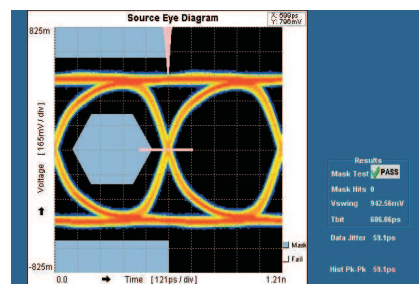 Source Eye Diagram
X: 599ps
Y: 796mV
825m
Voltage [165mV / div]
-825m
0.0
Time [121ps / div]
1.21n
Mask
Fail
Results
Mask Test PASS
Mask Hits 0
Vswing 942.56mV
Tbit 606.06ps
Data Jitter 59.1ps
Hist Pk-Pk 59.1ps